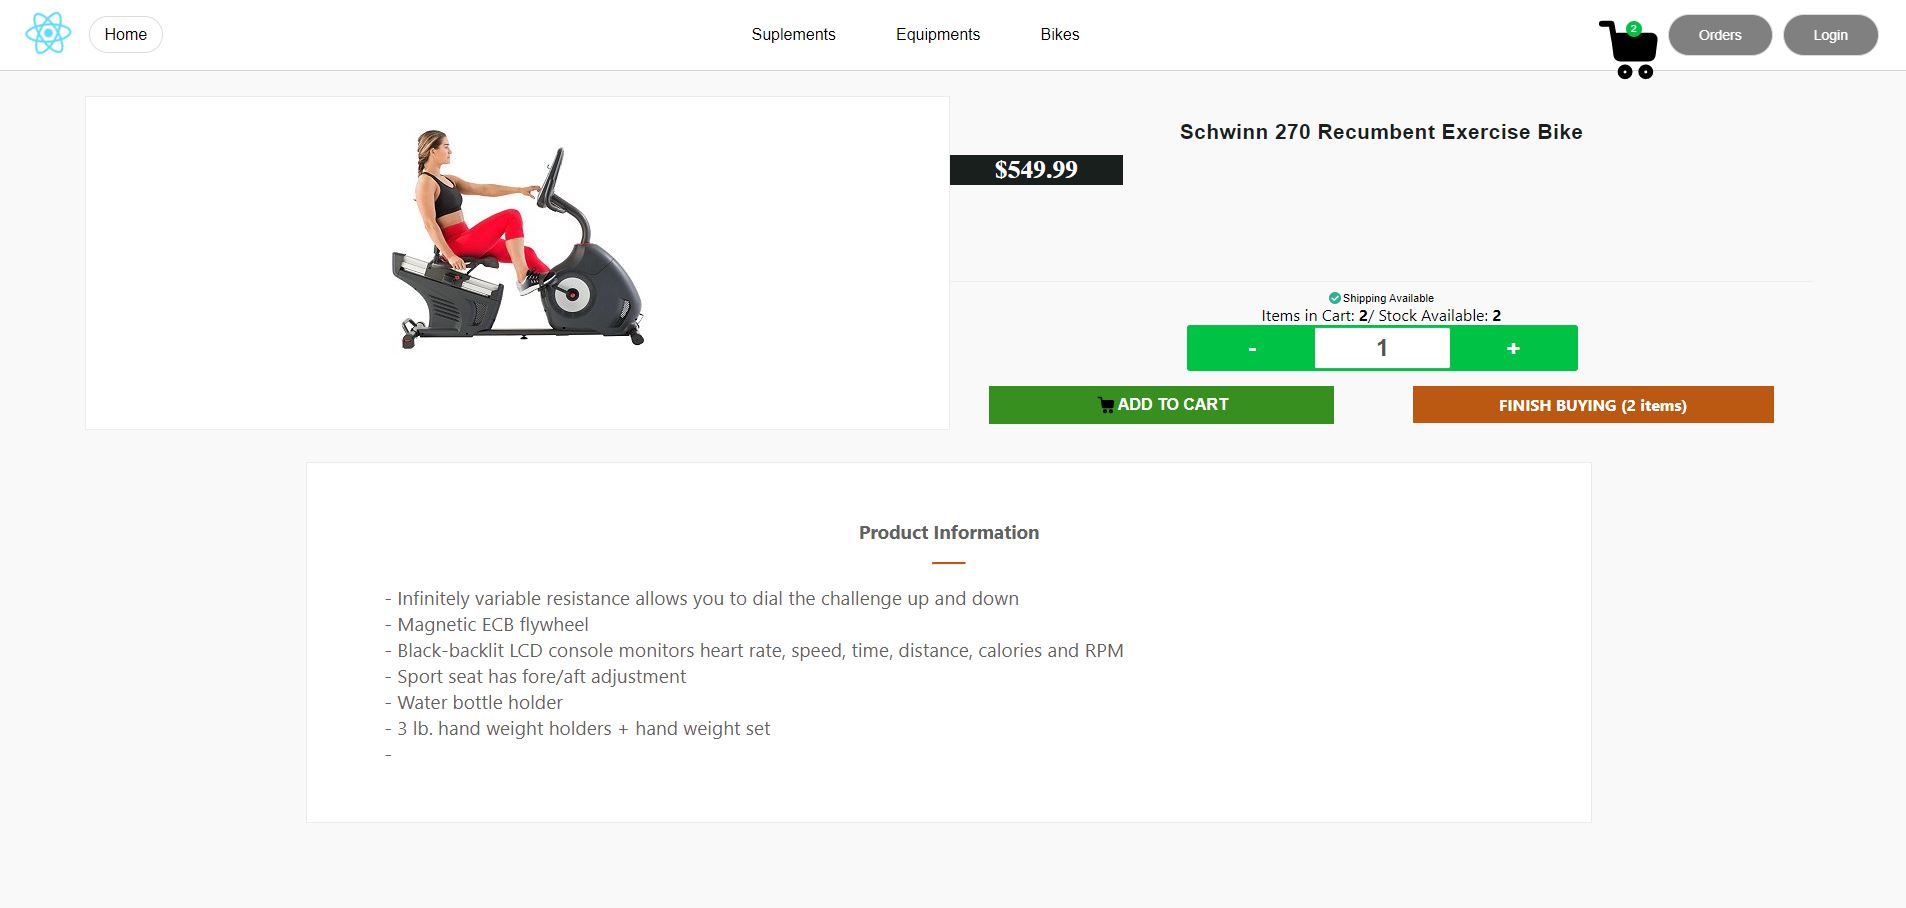 Home
Suplements
Equipments
Bikes
2
Orders
Login
Schwinn 270 Recumbent Exercise Bike
$549.99
Shipping Available
Items in Cart: 2/ Stock Available: 2
- 1 +
ADD TO CART
FINISH BUYING (2 items)
Product Information
- Infinitely variable resistance allows you to dial the challenge up and down
- Magnetic ECB flywheel
- Black-backlit LCD console monitors heart rate, speed, time, distance, calories and RPM
- Sport seat has fore/aft adjustment
- Water bottle holder
- 3 lb. hand weight holders + hand weight set
-